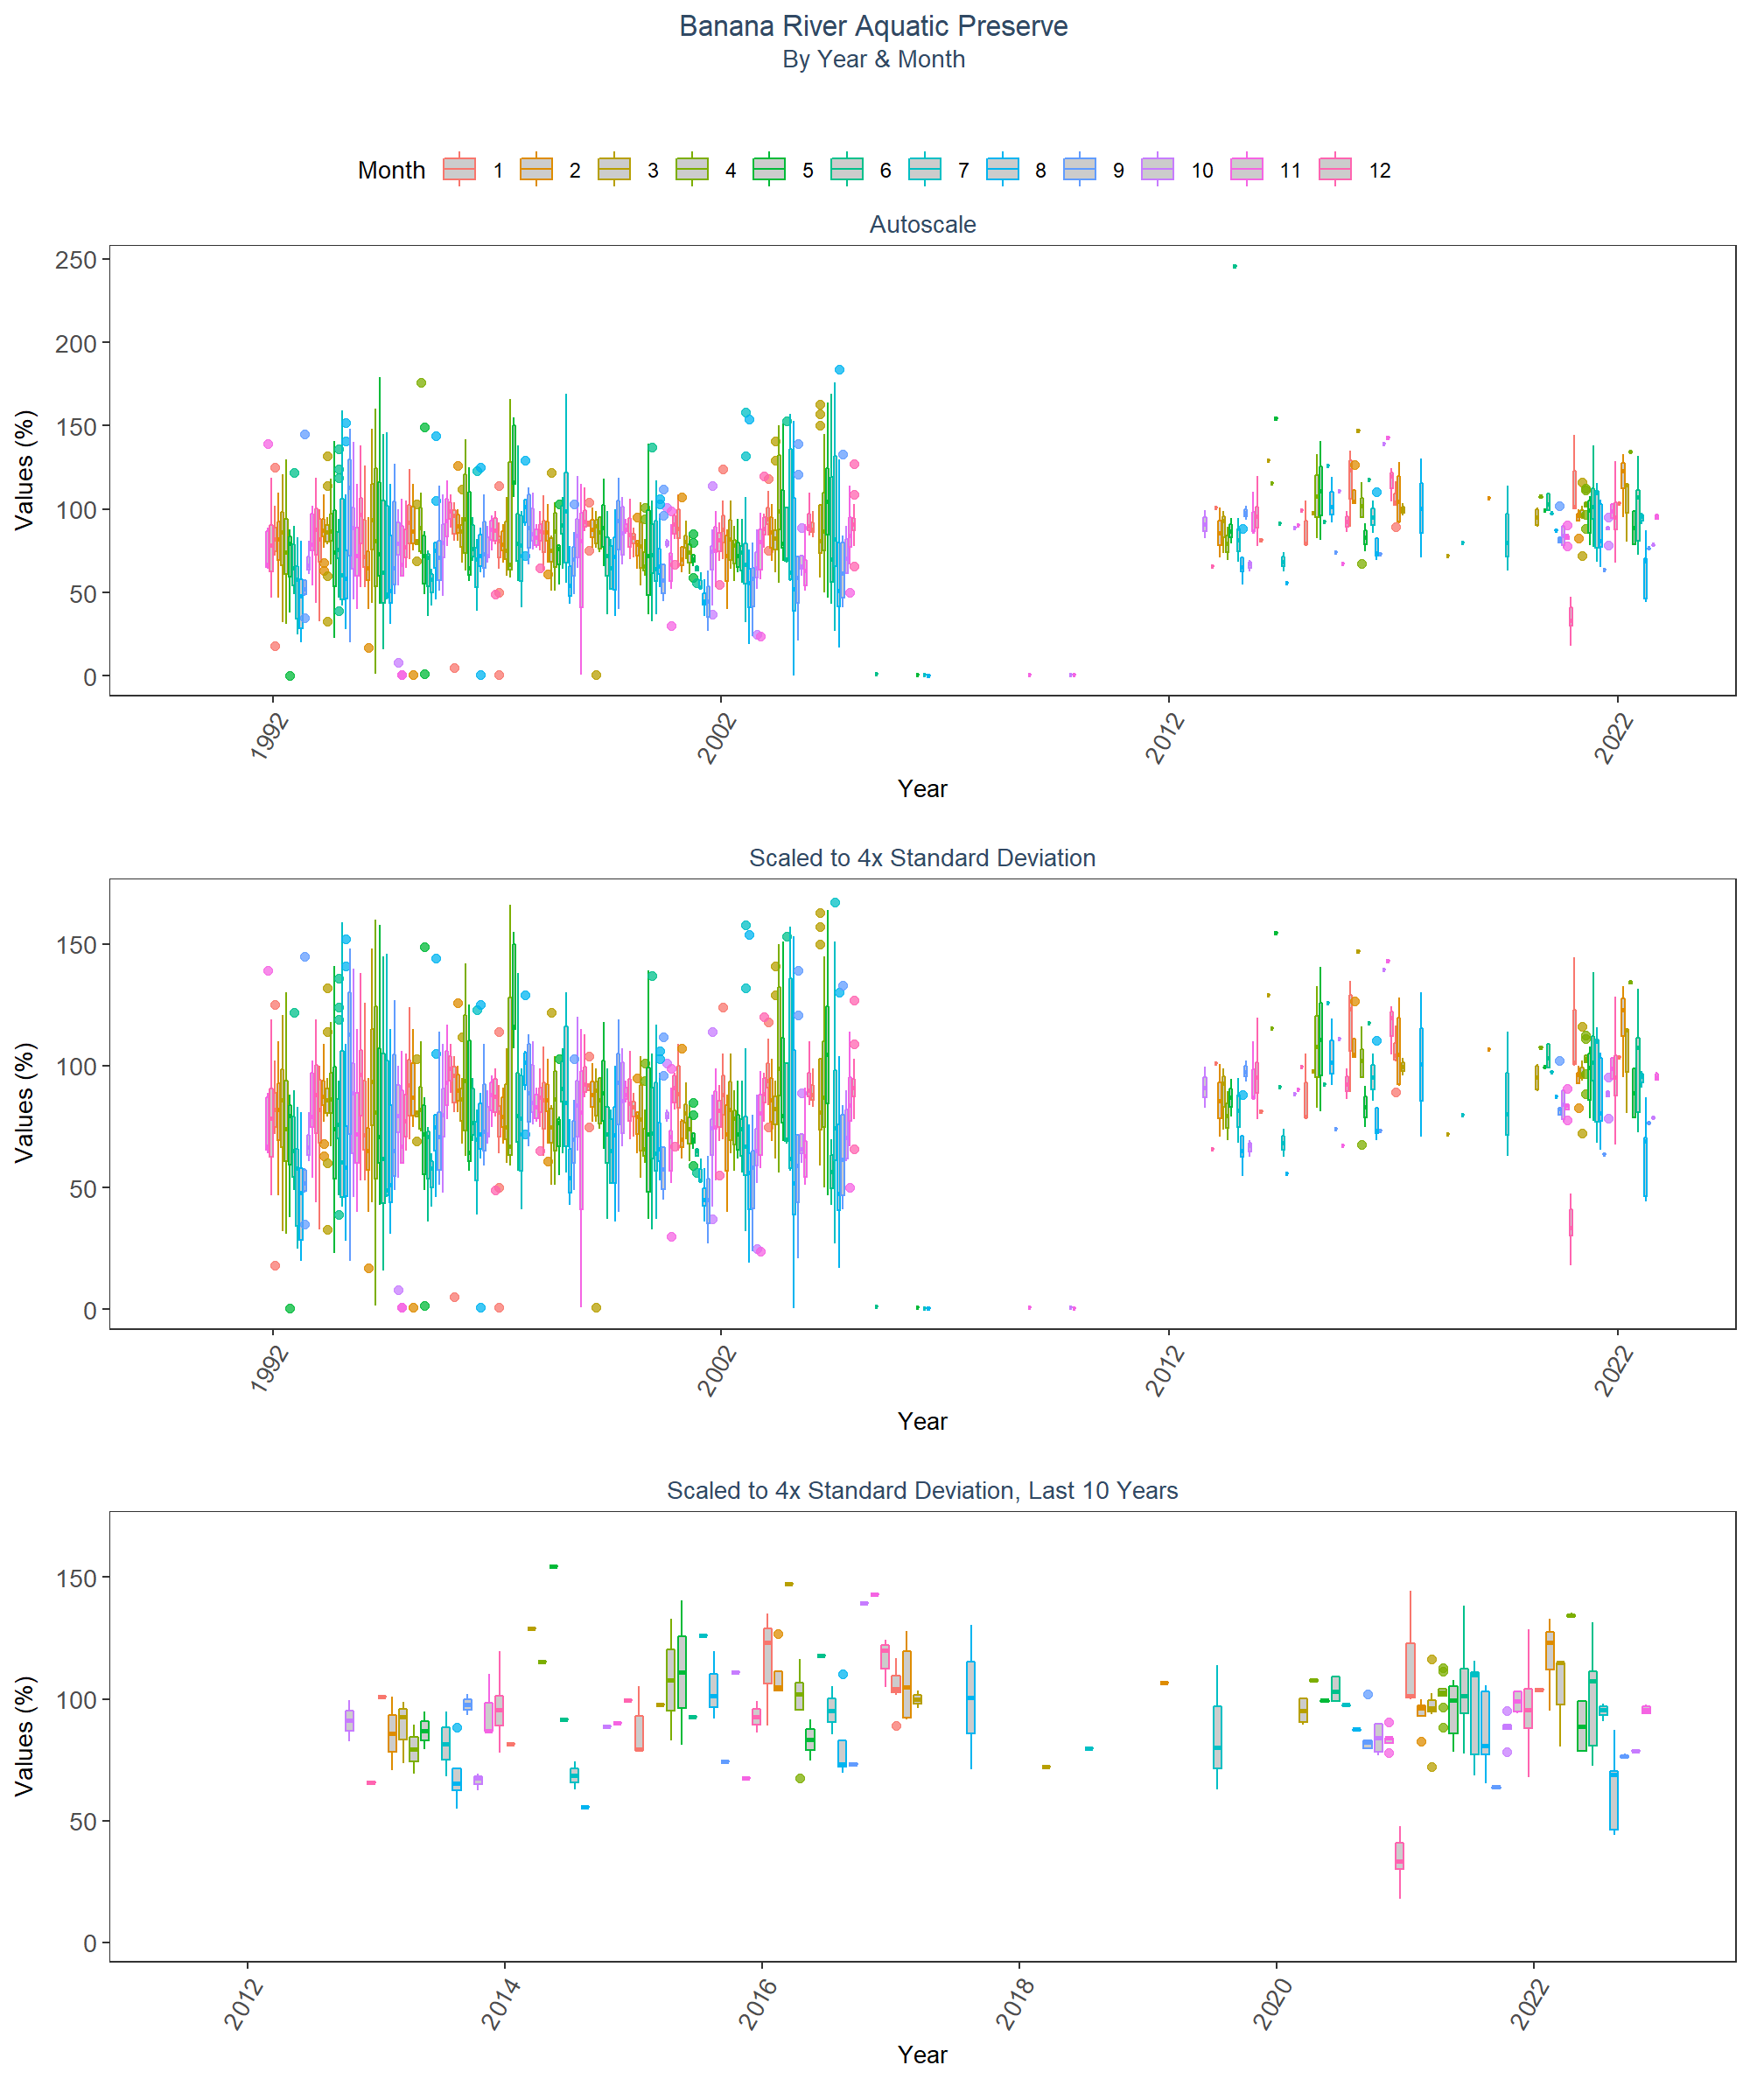 Banana River Aquatic Preserve
By Year & Month
Month 1 2 3 4 5 6 7 8 9 10 11 12
Autoscale
Values (%)
250
200
150
100
50
0
1992 2002 2012 2022
Year
Scaled to 4x Standard Deviation
Values (%)
150
100
50
0
1992 2002 2012 2022
Year
Scaled to 4x Standard Deviation, Last 10 Years
Values (%)
150
100
50
0
2012 2014 2016 2018 2020 2022
Year